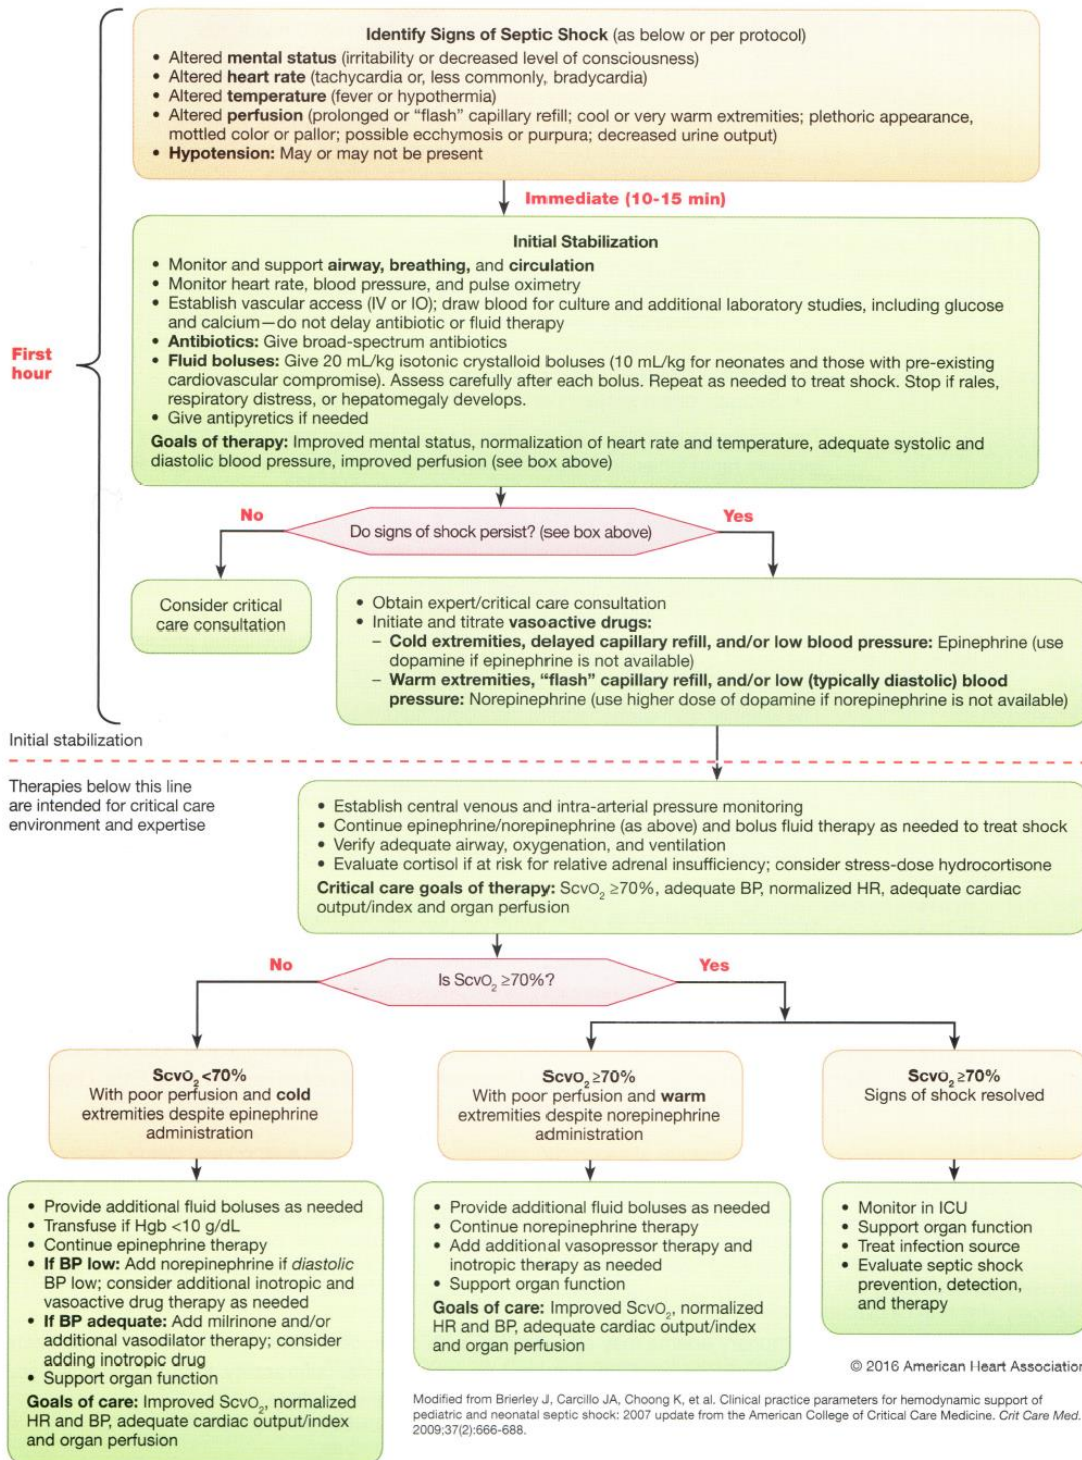 Identify Signs of Septic Shock (as below or per protocol)
• Altered mental status (irritability or decreased level of consciousness)
• Altered heart rate (tachycardia or, less commonly, bradycardia)
• Altered temperature (fever or hypothermia)
• Altered perfusion (prolonged or “flash” capillary refill; cool or very warm extremities; plethoric appearance,
mottled color or pallor; possible ecchymosis or purpura; decreased urine output)
• Hypotension: May or may not be present
Immediate (10-15 min)
First
hour
Initial Stabilization
• Monitor and support airway, breathing, and circulation
• Monitor heart rate, blood pressure, and pulse oximetry
• Establish vascular access (IV or IO); draw blood for culture and additional laboratory studies, including glucose
and calcium—do not delay antibiotic or fluid therapy
• Antibiotics: Give broad-spectrum antibiotics
• Fluid boluses: Give 20 mL/kg isotonic crystalloid boluses (10 mL/kg for neonates and those with pre-existing
cardiovascular compromise). Assess carefully after each bolus. Repeat as needed to treat shock. Stop if rales,
respiratory distress, or hepatomegaly develops.
• Give antipyretics if needed
Goals of therapy: Improved mental status, normalization of heart rate and temperature, adequate systolic and
diastolic blood pressure, improved perfusion (see box above)
No
Do signs of shock persist? (see box above)
Yes
Consider critical
care consultation
• Obtain expert/critical care consultation
• Initiate and titrate vasoactive drugs:
– Cold extremities, delayed capillary refill, and/or low blood pressure: Epinephrine (use
dopamine if epinephrine is not available)
– Warm extremities, “flash” capillary refill, and/or low (typically diastolic) blood
pressure: Norepinephrine (use higher dose of dopamine if norepinephrine is not available)
Initial stabilization
Therapies below this line
are intended for critical care
environment and expertise
• Establish central venous and intra-arterial pressure monitoring
• Continue epinephrine/norepinephrine (as above) and bolus fluid therapy as needed to treat shock
• Verify adequate airway, oxygenation, and ventilation
• Evaluate cortisol if at risk for relative adrenal insufficiency; consider stress-dose hydrocortisone
Critical care goals of therapy: ScvO₂ ≥70%, adequate BP, normalized HR, adequate cardiac
output/index and organ perfusion
No
Is ScvO₂ ≥70%?
Yes
ScvO₂ <70%
With poor perfusion and cold
extremities despite epinephrine
administration
ScvO₂ ≥70%
With poor perfusion and warm
extremities despite norepinephrine
administration
ScvO₂ ≥70%
Signs of shock resolved
• Provide additional fluid boluses as needed
• Transfuse if Hgb <10 g/dL
• Continue epinephrine therapy
• If BP low: Add norepinephrine if diastolic
BP low; consider additional inotropic and
vasoactive drug therapy as needed
• If BP adequate: Add milrinone and/or
additional vasodilator therapy; consider
adding inotropic drug
• Support organ function
Goals of care: Improved ScvO₂, normalized
HR and BP, adequate cardiac output/index
and organ perfusion
• Provide additional fluid boluses as needed
• Continue norepinephrine therapy
• Add additional vasopressor therapy and
inotropic therapy as needed
• Support organ function
Goals of care: Improved ScvO₂, normalized
HR and BP, adequate cardiac output/index
and organ perfusion
• Monitor in ICU
• Support organ function
• Treat infection source
• Evaluate septic shock
prevention, detection,
and therapy
© 2016 American Heart Association
Modified from Brierley J, Carcillo JA, Choong K, et al. Clinical practice parameters for hemodynamic support of
pediatric and neonatal septic shock: 2007 update from the American College of Critical Care Medicine. Crit Care Med.
2009;37(2):666-688.